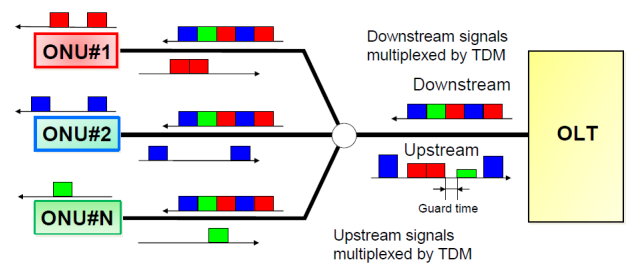 Downstream signals
multiplexed by TDM
ONU#1
Downstream
ONU#2
OLT
Upstream
Guard time
ONU#N
Upstream signals
multiplexed by TDM